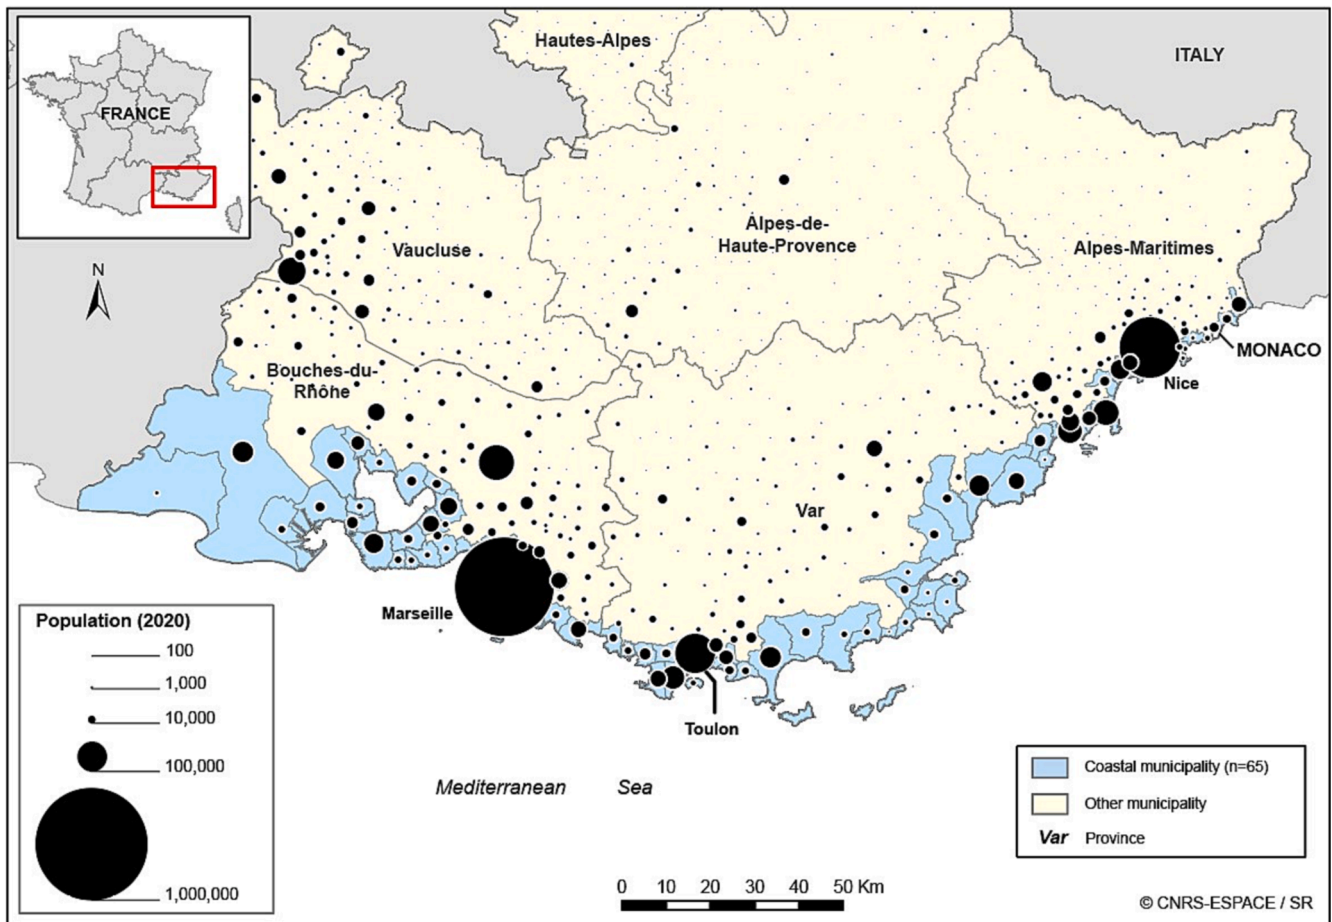 FRANCE
Hautes-Alpes
ITALY
Vaucluse
Alpes-de-
Haute-Provence
Alpes-Maritimes
N
MONACO
Nice
Bouches-du-
Rhône
Var
Marseille
Toulon
Mediterranean Sea
Population (2020)
100
1,000
10,000
100,000
1,000,000
Coastal municipality (n=65)
Other municipality
Var Province
0 10 20 30 40 50 Km
© CNRS-ESPACE / SR